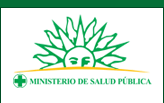 MINISTERIO DE SALUD PÚBLICA